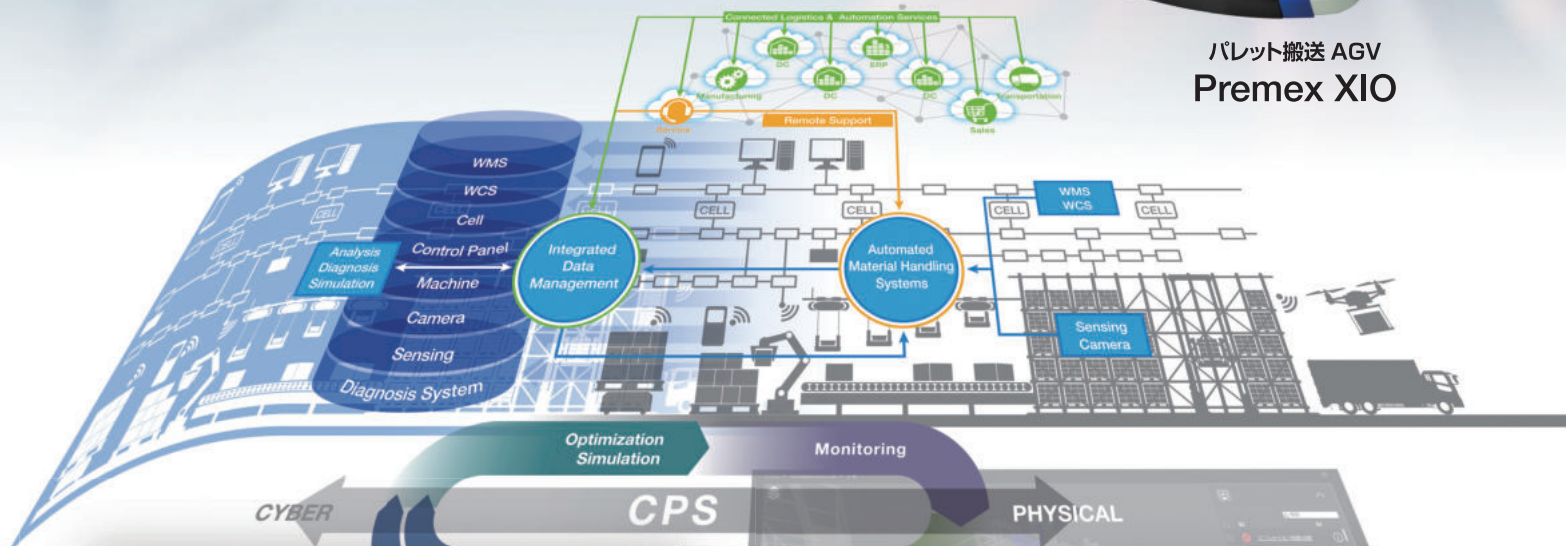 Connected Logistics & Automation Services
パレット搬送 AGV
Premex XIO
DC
ERP
Manufacturing
DC
DC
Transportation
Service
Sales
Remote Support
WMS
WCS
Cell
Control Panel
Machine
Camera
Sensing
Diagnosis System
Analysis
Diagnosis
Simulation
Integrated
Data
Management
CELL
CELL
CELL
CELL
CELL
CELL
Automated
Material Handling
Systems
WMS
WCS
Sensing
Camera
Optimization
Simulation
Monitoring
CYBER
CPS
PHYSICAL